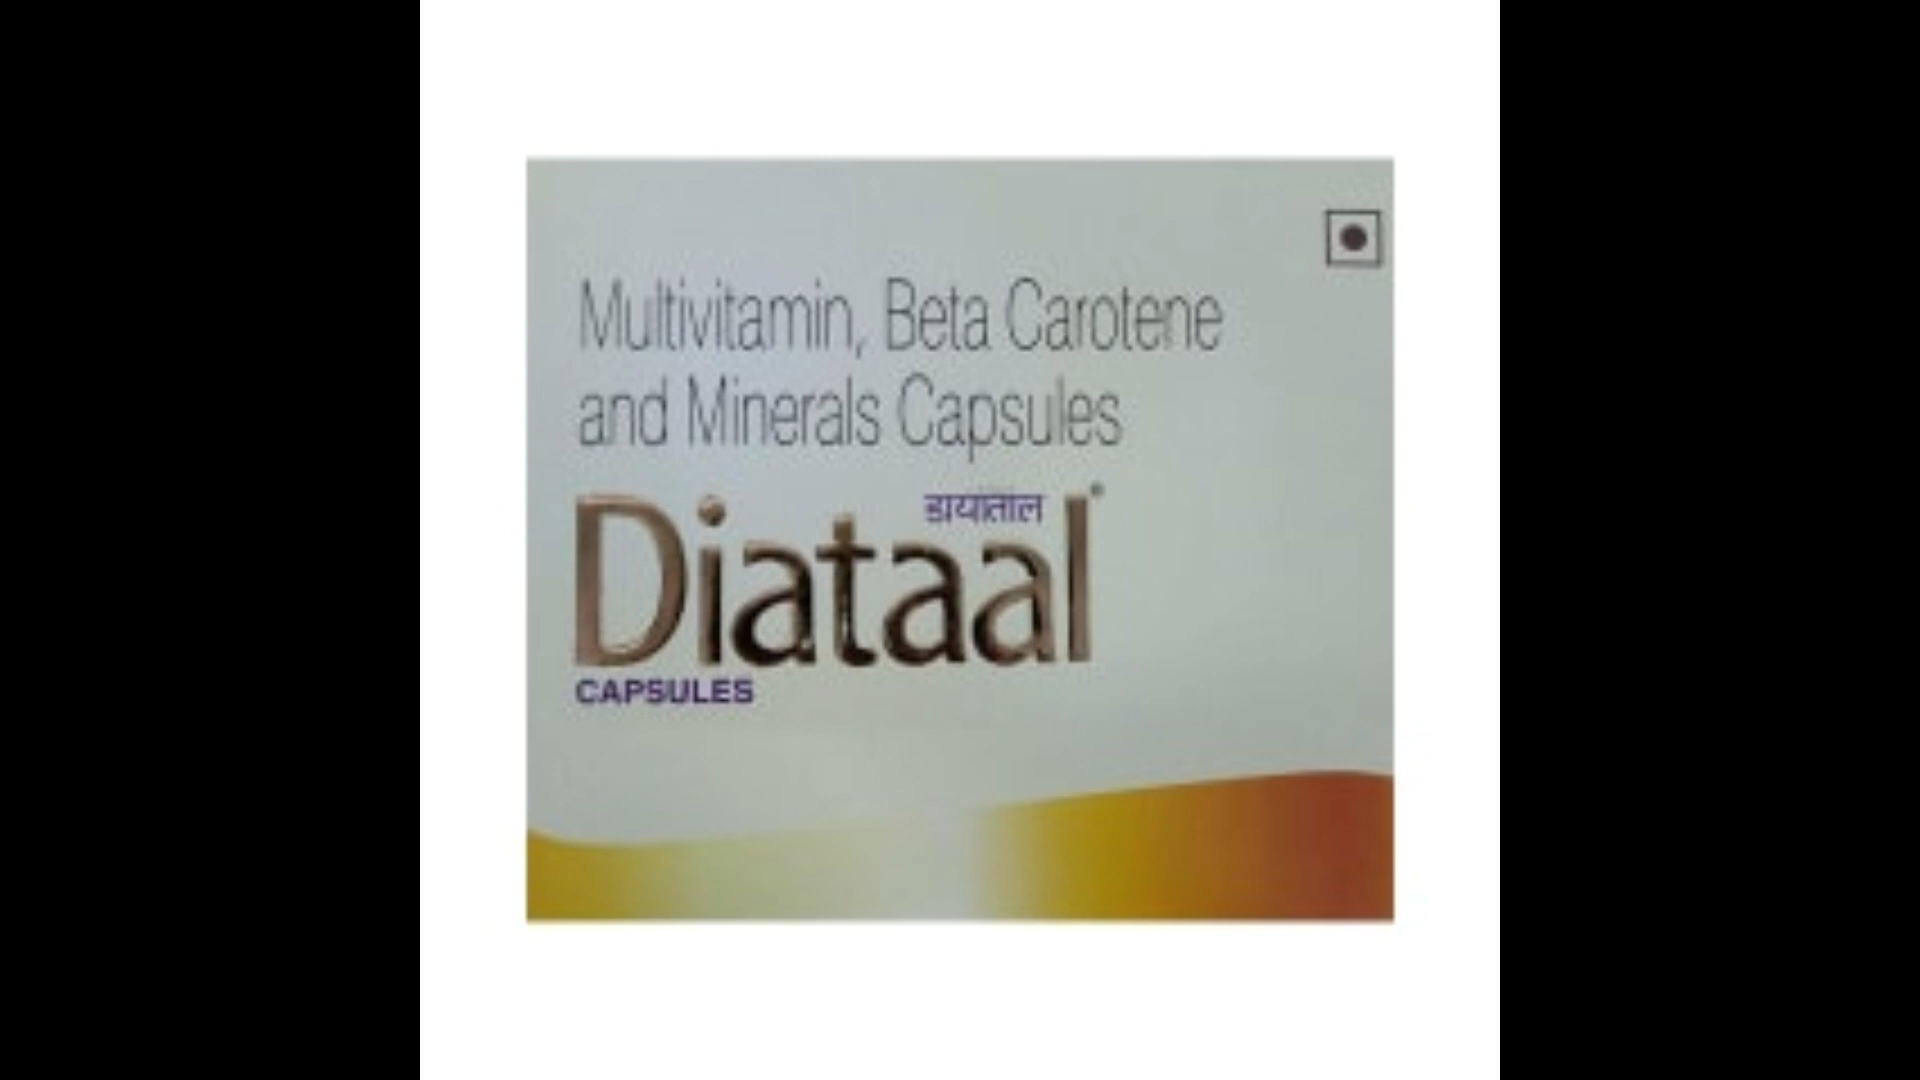 Multivitamin, Beta Carotene
and Minerals Capsules
डायाताल
Diataal
CAPSULES